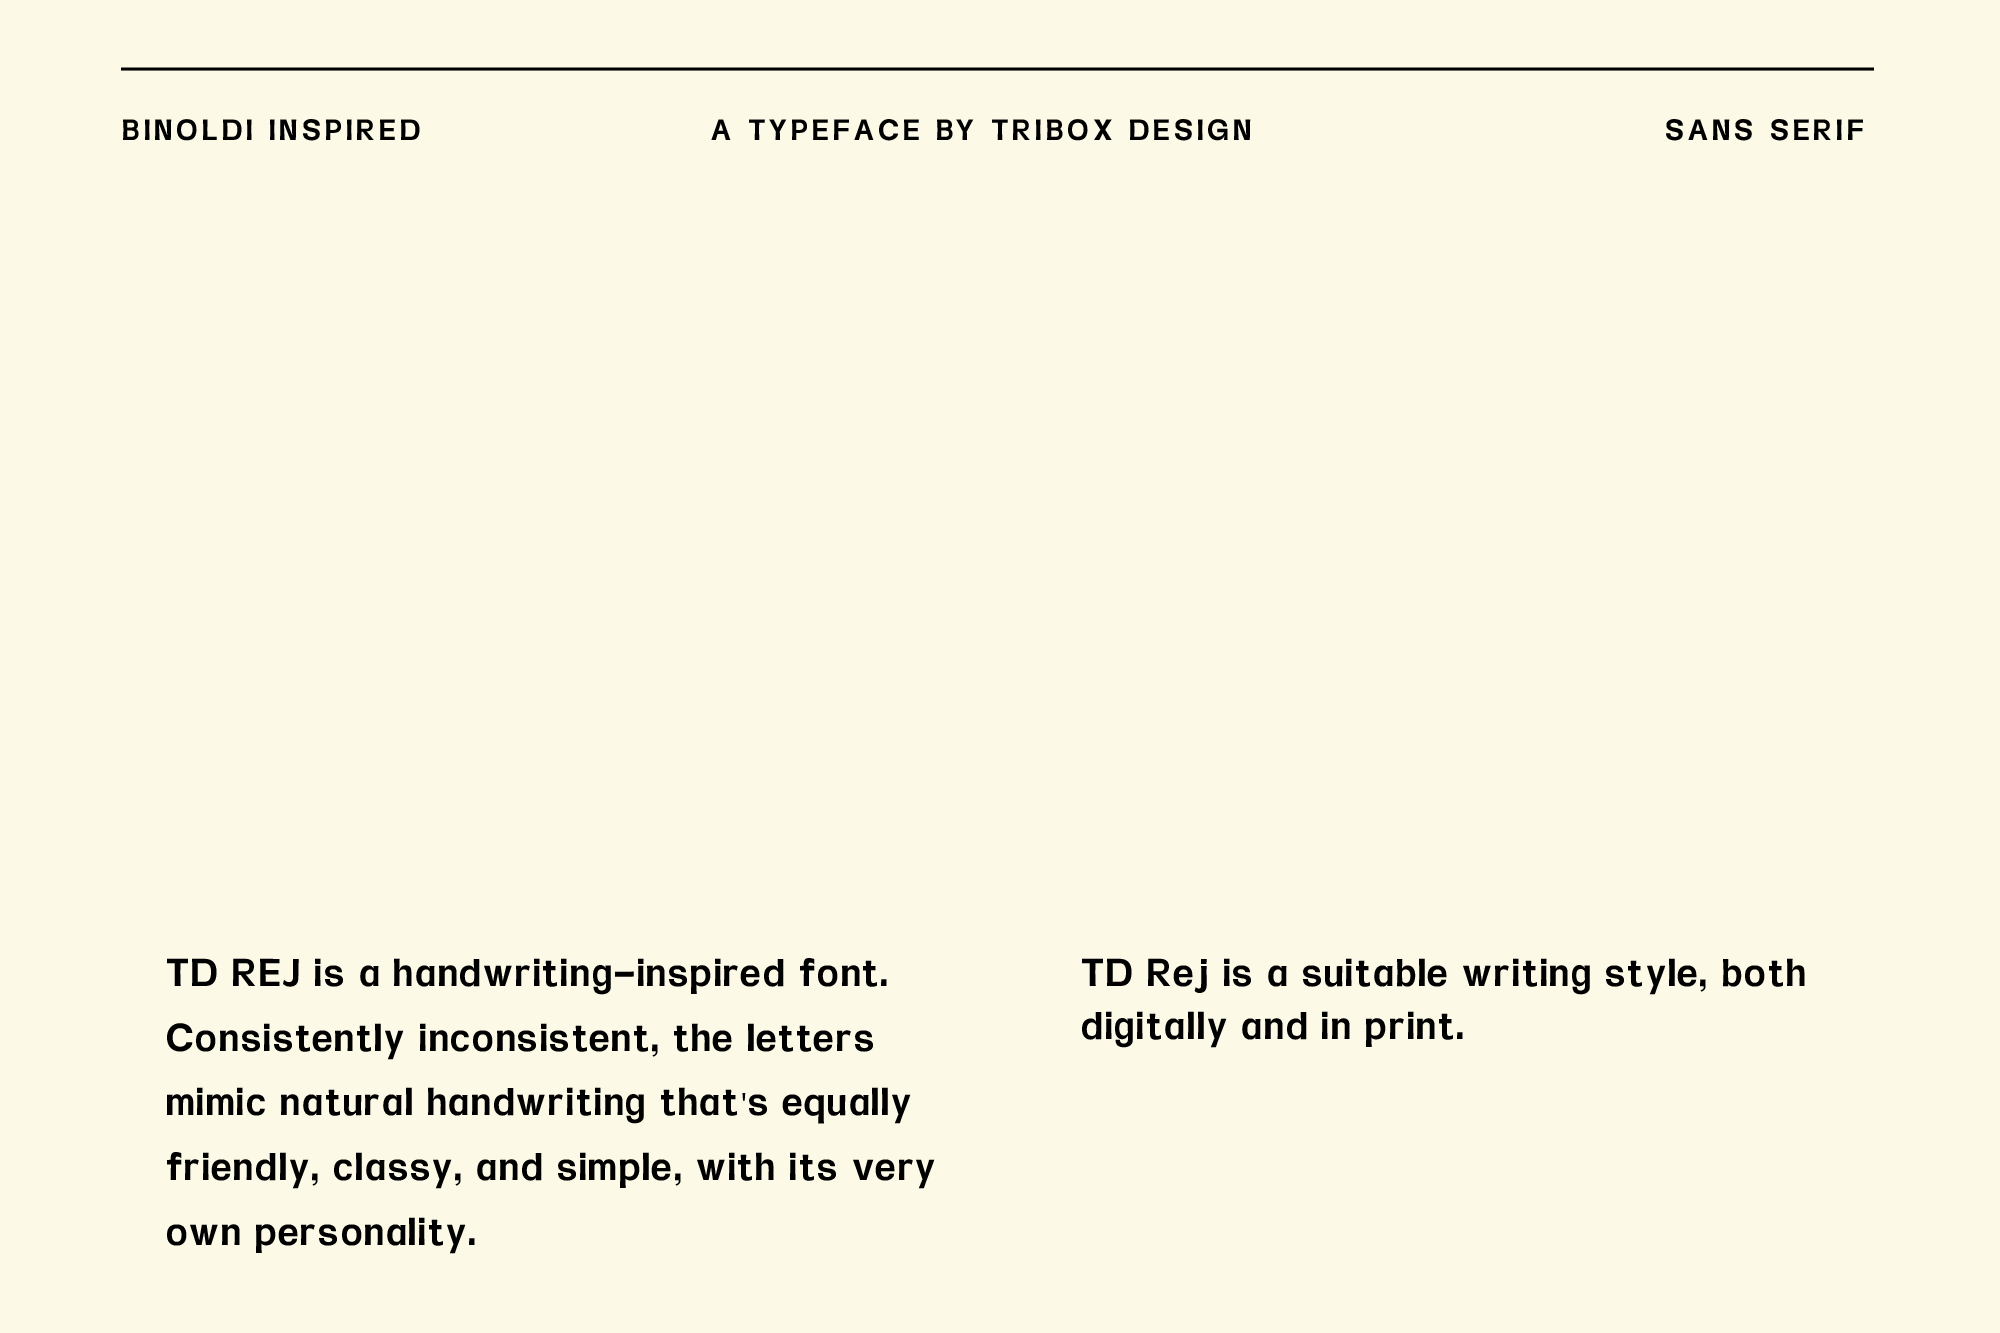 BINOLDI INSPIRED
A TYPEFACE BY TRIBOX DESIGN
SANS SERIF
TD REJ is a handwriting–inspired font.
Consistently inconsistent, the letters
mimic natural handwriting that's equally
friendly, classy, and simple, with its very
own personality.
TD Rej is a suitable writing style, both
digitally and in print.